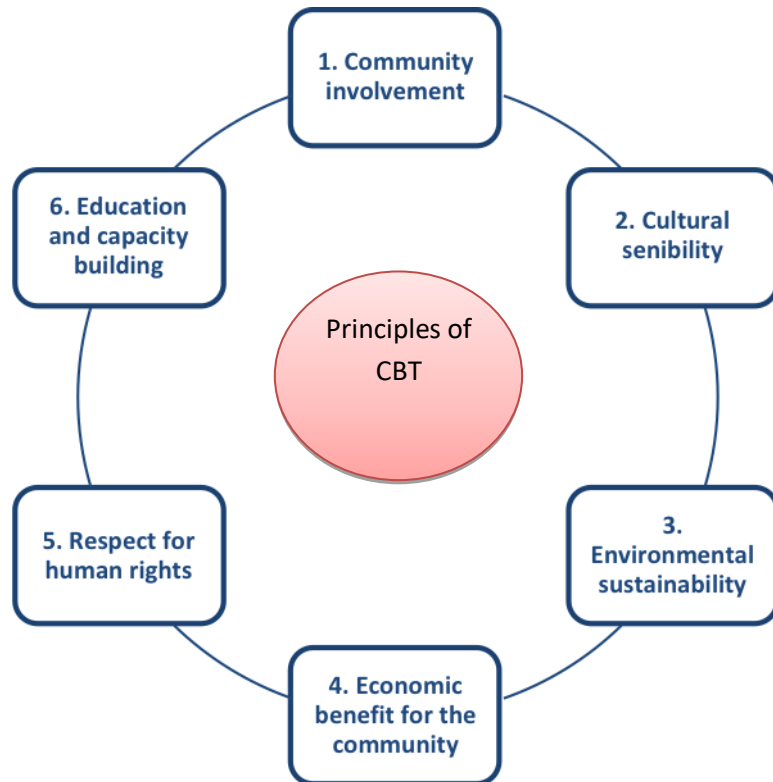 1. Community
involvement
2. Cultural
senibility
3.
Environmental
sustainability
4. Economic
benefit for the
community
5. Respect for
human rights
6. Education
and capacity
building
Principles of
CBT